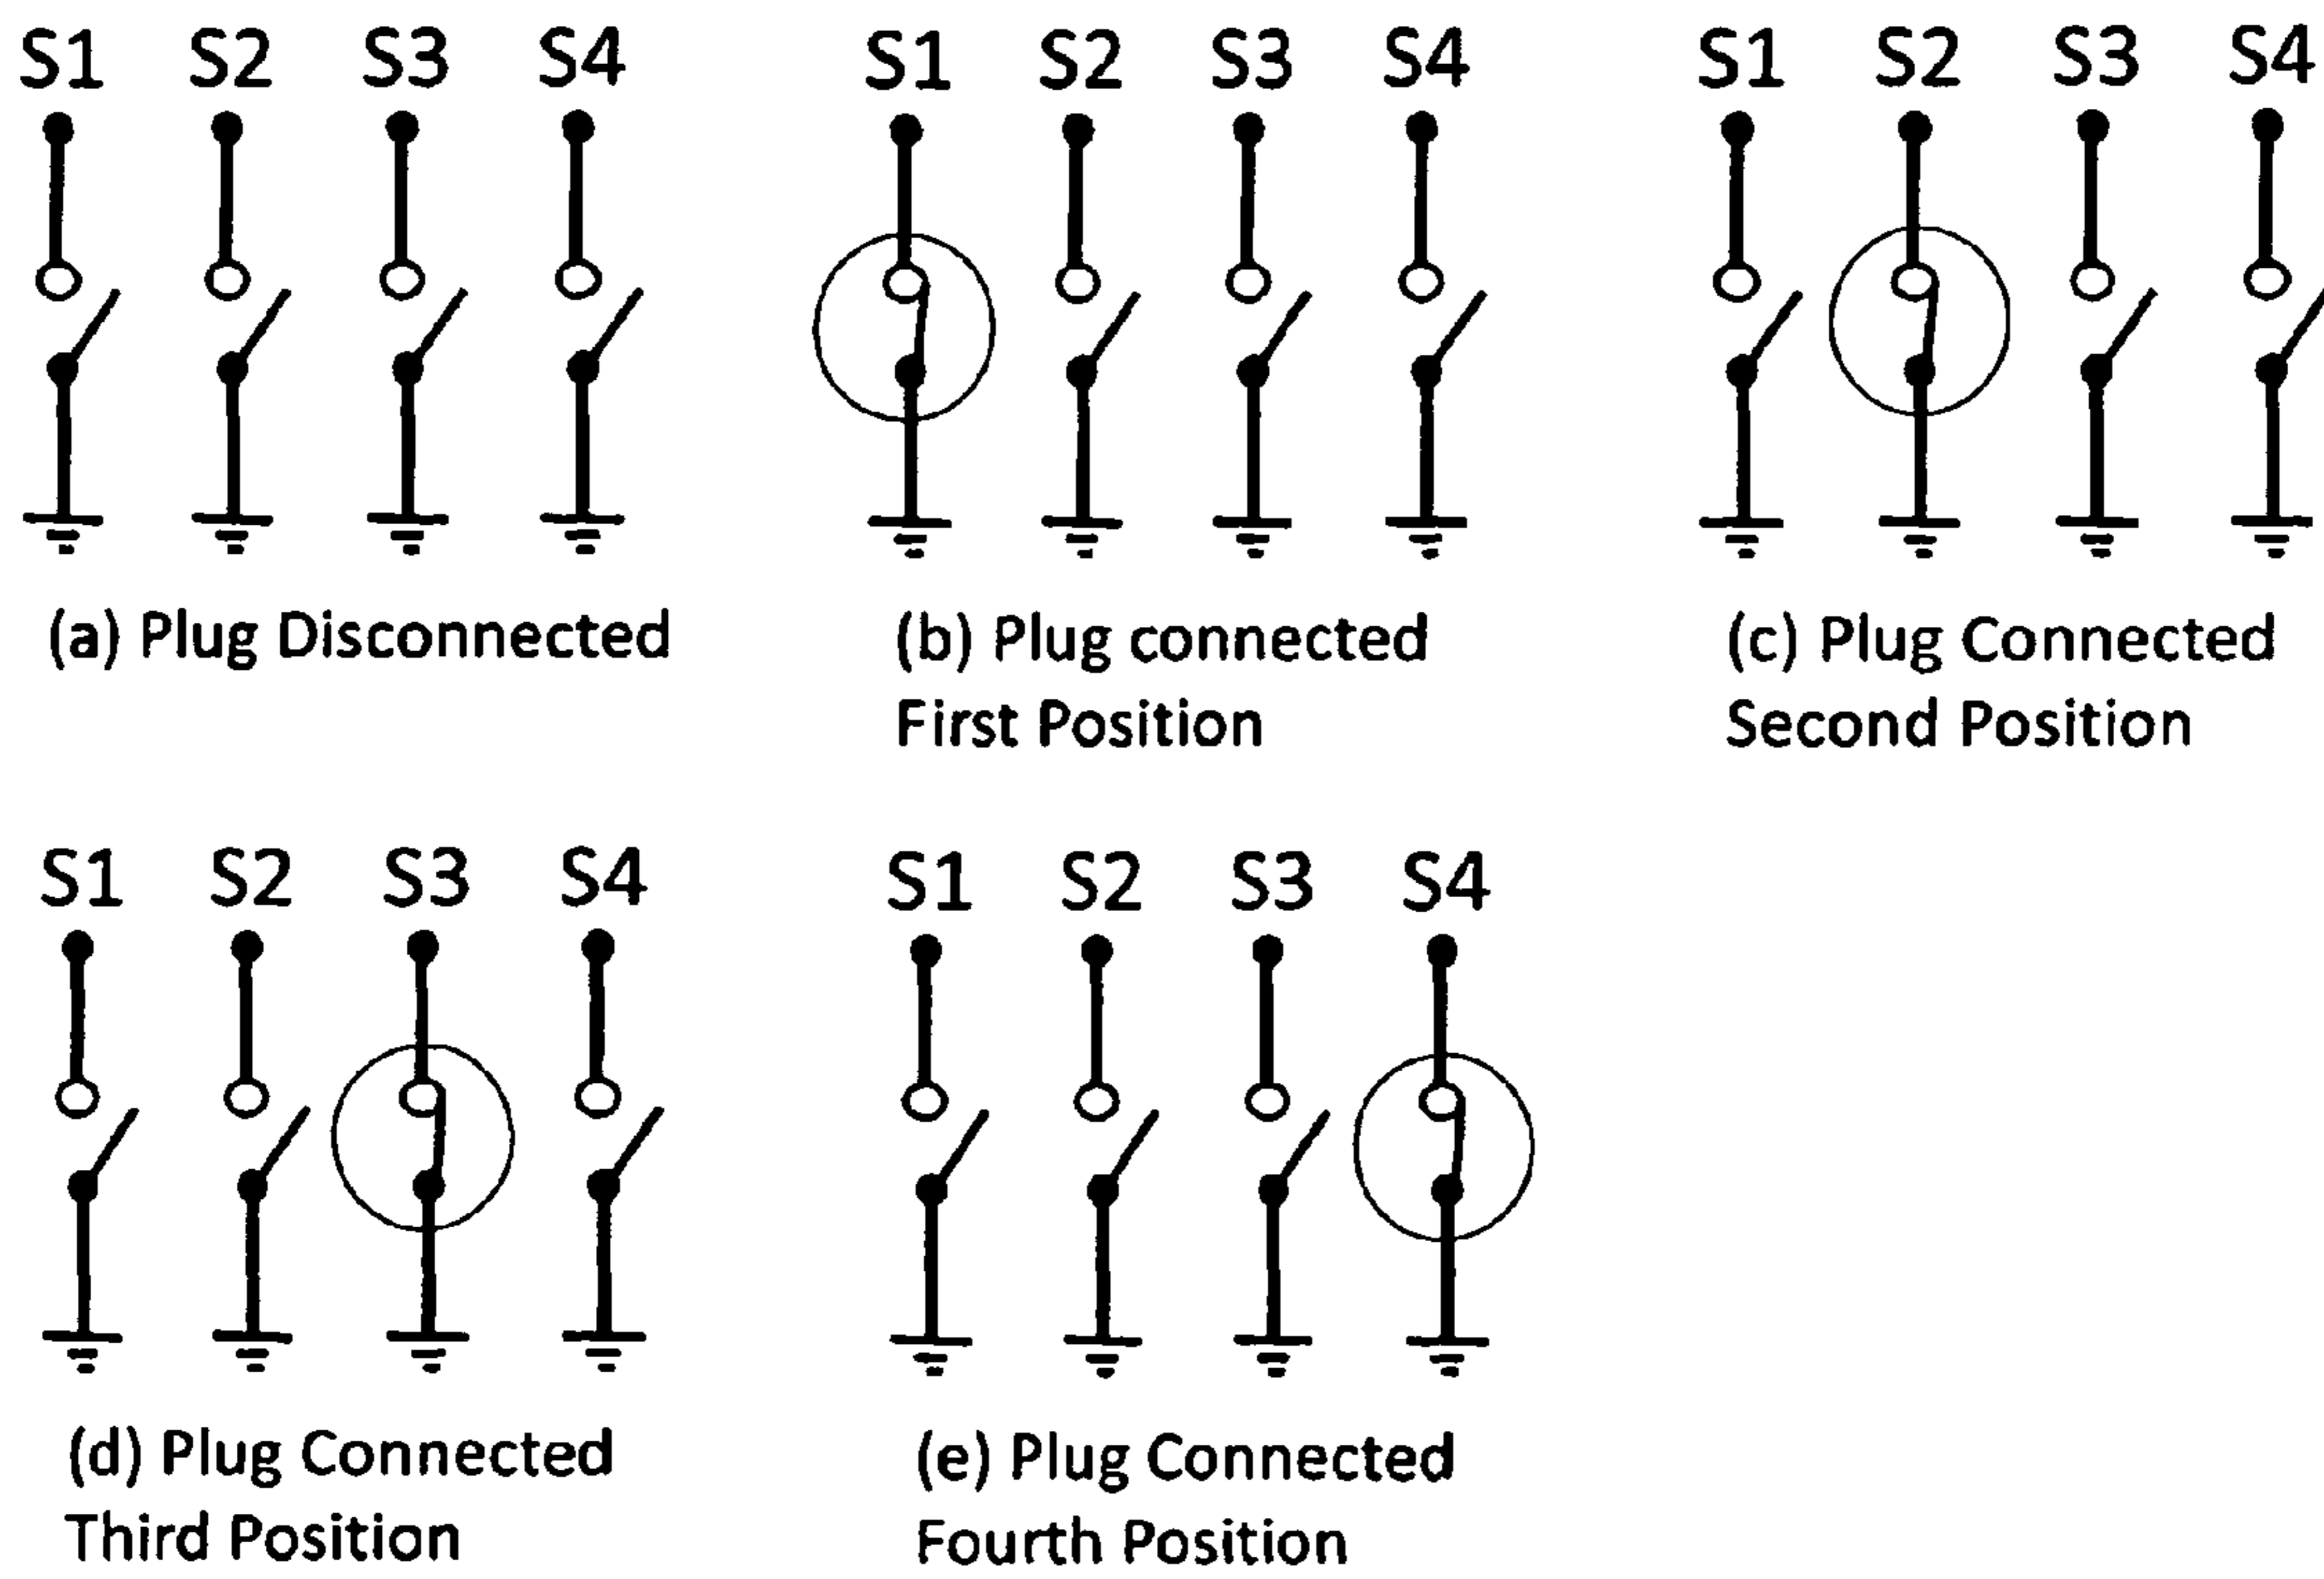 S1 S2 S3 S4
S1 S2 S3 S4
S1 S2 S3 S4
(a) Plug Disconnected
(b) Plug connected
First Position
(c) Plug Connected
Second Position
S1 S2 S3 S4
S1 S2 S3 S4
(d) Plug Connected
Third Position
(e) Plug Connected
Fourth Position